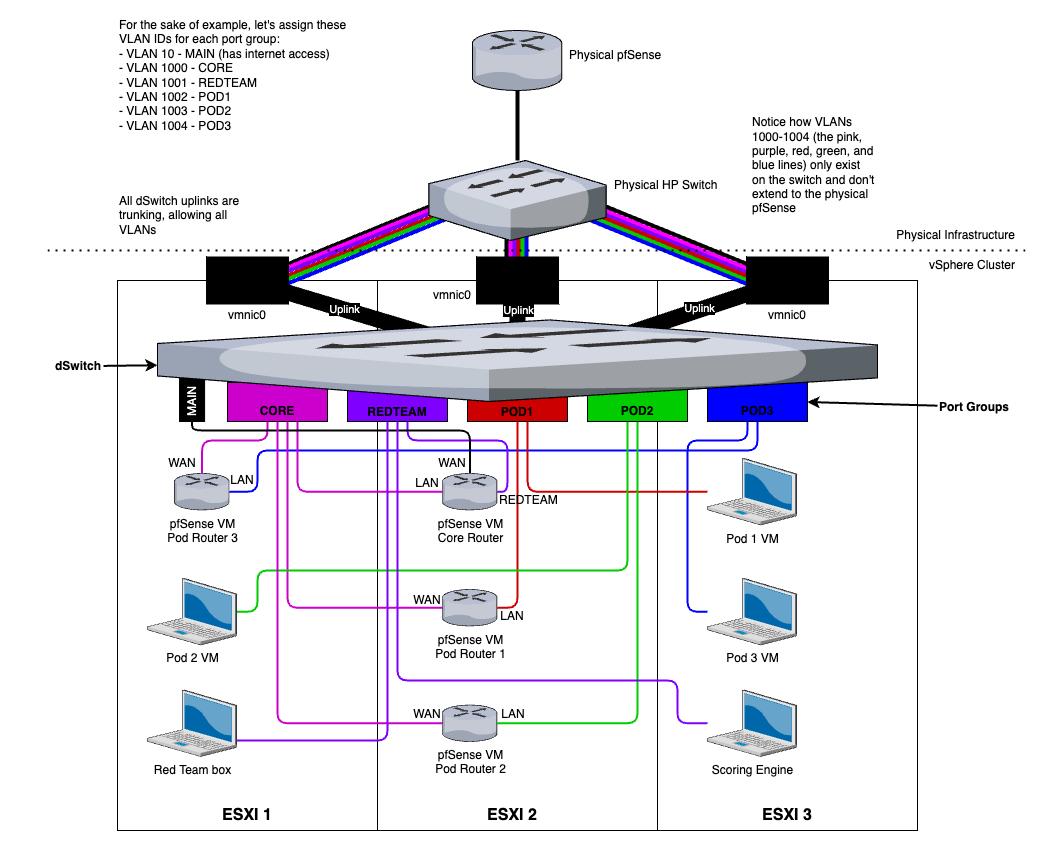 For the sake of example, let's assign these
VLAN IDs for each port group:
- VLAN 10 - MAIN (has internet access)
- VLAN 1000 - CORE
- VLAN 1001 - REDTEAM
- VLAN 1002 - POD1
- VLAN 1003 - POD2
- VLAN 1004 - POD3
Physical pfSense
Notice how VLANs
1000-1004 (the pink,
purple, red, green, and
blue lines) only exist
on the switch and don't
extend to the physical
pfSense
Physical HP Switch
All dSwitch uplinks are
trunking, allowing all
VLANs
Physical Infrastructure
vSphere Cluster
vmnic0
vmnic0
vmnic0
Uplink
Uplink
Uplink
dSwitch
MAIN
CORE
REDTEAM
POD1
POD2
POD3
Port Groups
WAN
LAN
pfSense VM
Pod Router 3
WAN
LAN
REDTEAM
pfSense VM
Core Router
Pod 1 VM
Pod 2 VM
WAN
LAN
pfSense VM
Pod Router 1
Pod 3 VM
Red Team box
WAN
LAN
pfSense VM
Pod Router 2
Scoring Engine
ESXI 1
ESXI 2
ESXI 3